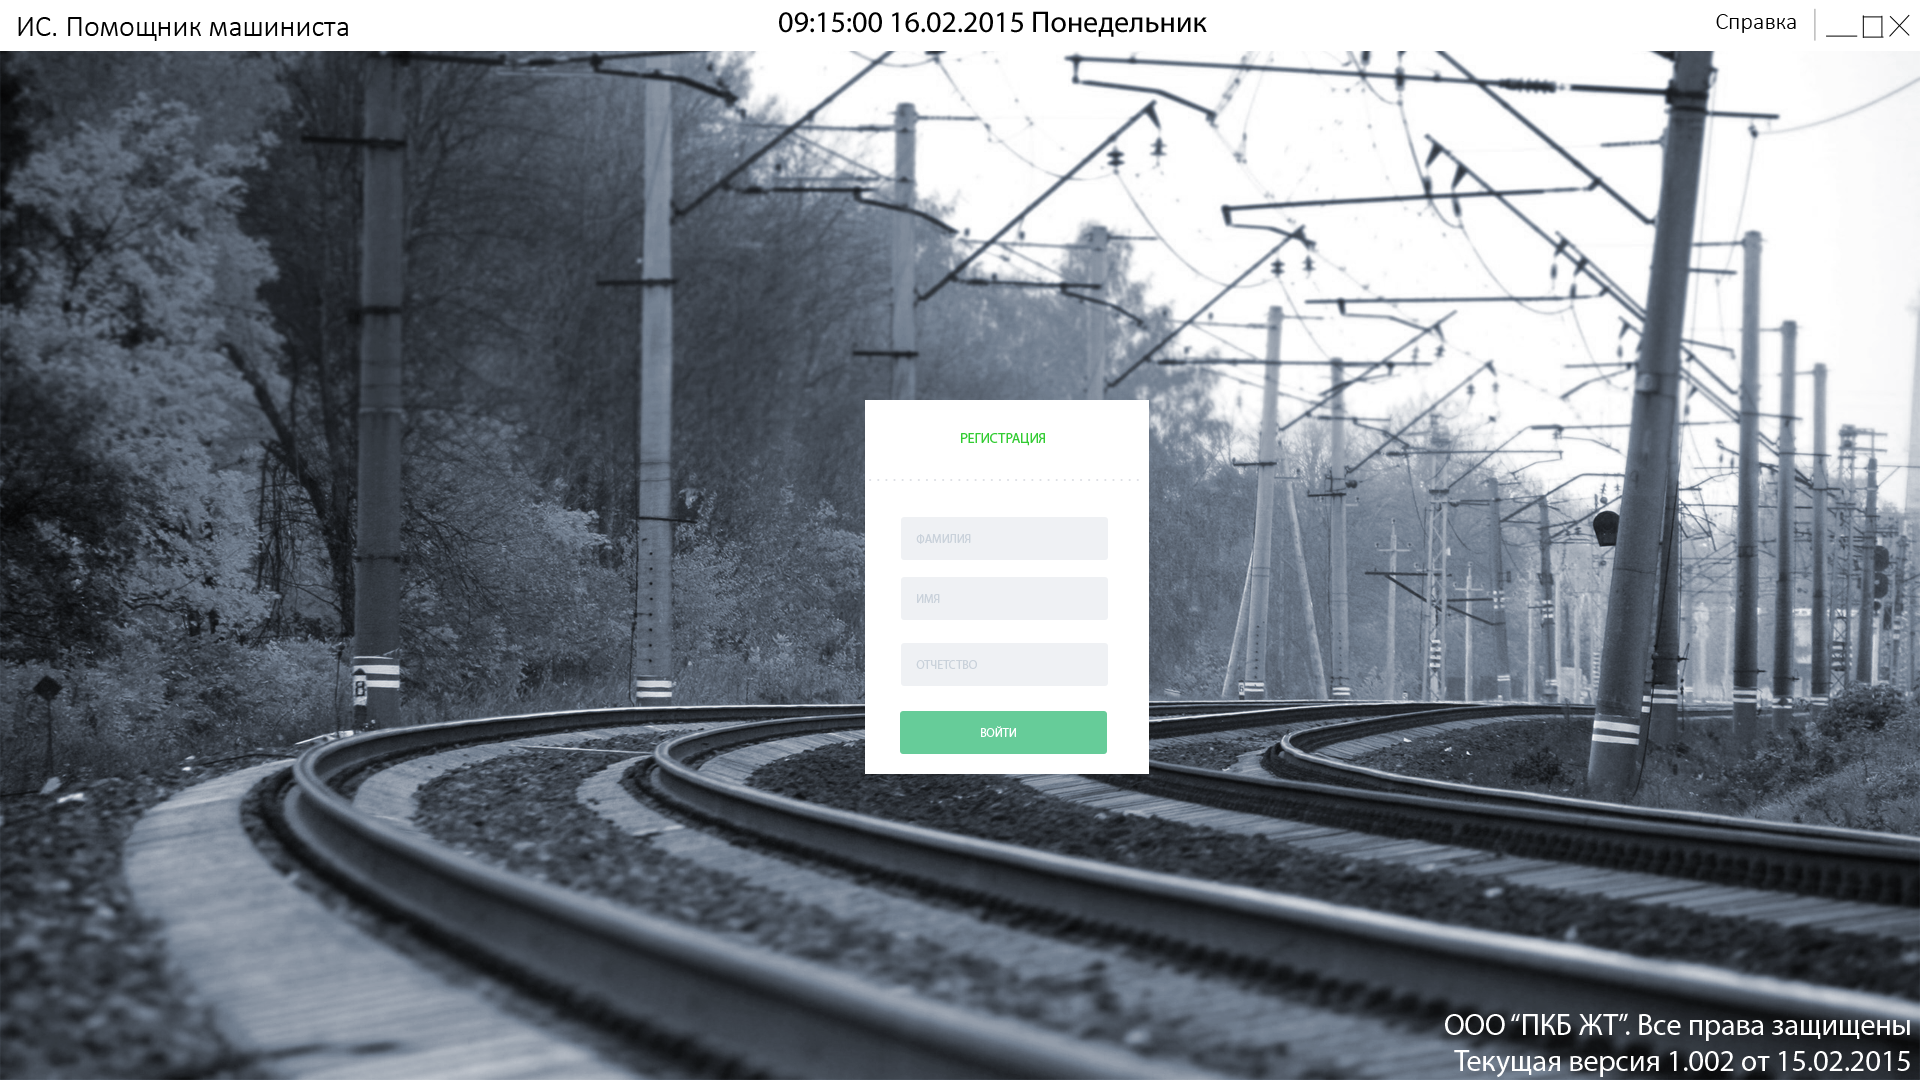 ИС. Помощник машиниста
09:15:00 16.02.2015 Понедельник
Справка
РЕГИСТРАЦИЯ
ФАМИЛИЯ
ИМЯ
ОТЧЕТСТВО
ВОЙТИ
В
ООО “ПКБ ЖТ”. Все права защищены
Текущая версия 1.002 от 15.02.2015